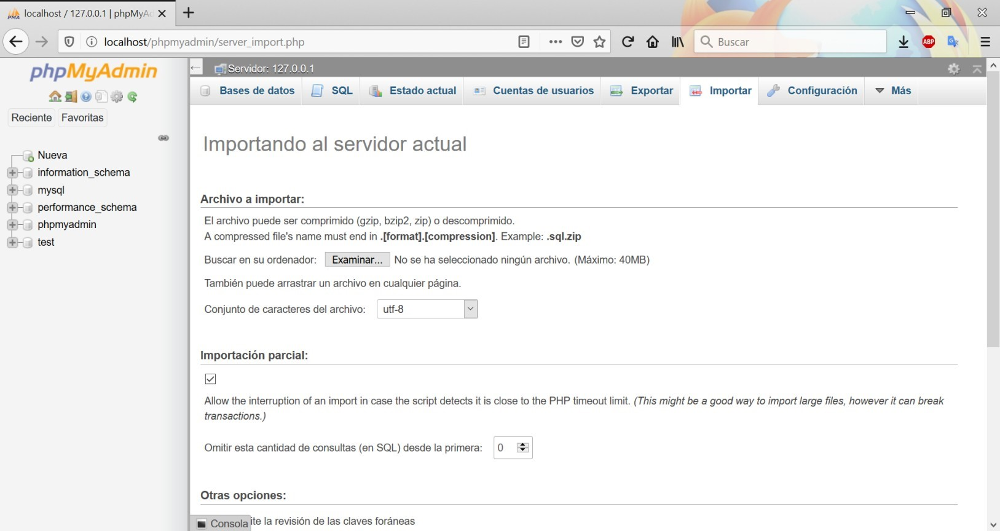 localhost / 127.0.0.1 | phpMyAd
localhost/phpmyadmin/server_import.php
Buscar
ABP
phpMyAdmin
Reciente
Favoritas
Nueva
information_schema
mysql
performance_schema
phpmyadmin
test
Servidor: 127.0.0.1
Bases de datos
SQL
Estado actual
Cuentas de usuarios
Exportar
Importar
Configuración
Más
Importando al servidor actual
Archivo a importar:
El archivo puede ser comprimido (gzip, bzip2, zip) o descomprimido.
A compressed file's name must end in .[format].[compression]. Example: .sql.zip
Buscar en su ordenador: Examinar... No se ha seleccionado ningún archivo. (Máximo: 40MB)
También puede arrastrar un archivo en cualquier página.
Conjunto de caracteres del archivo: utf-8
Importación parcial:
Allow the interruption of an import in case the script detects it is close to the PHP timeout limit. (This might be a good way to import large files, however it can break
transactions.)
Omitir esta cantidad de consultas (en SQL) desde la primera: 0
Otras opciones:
Consola ite la revisión de las claves foráneas